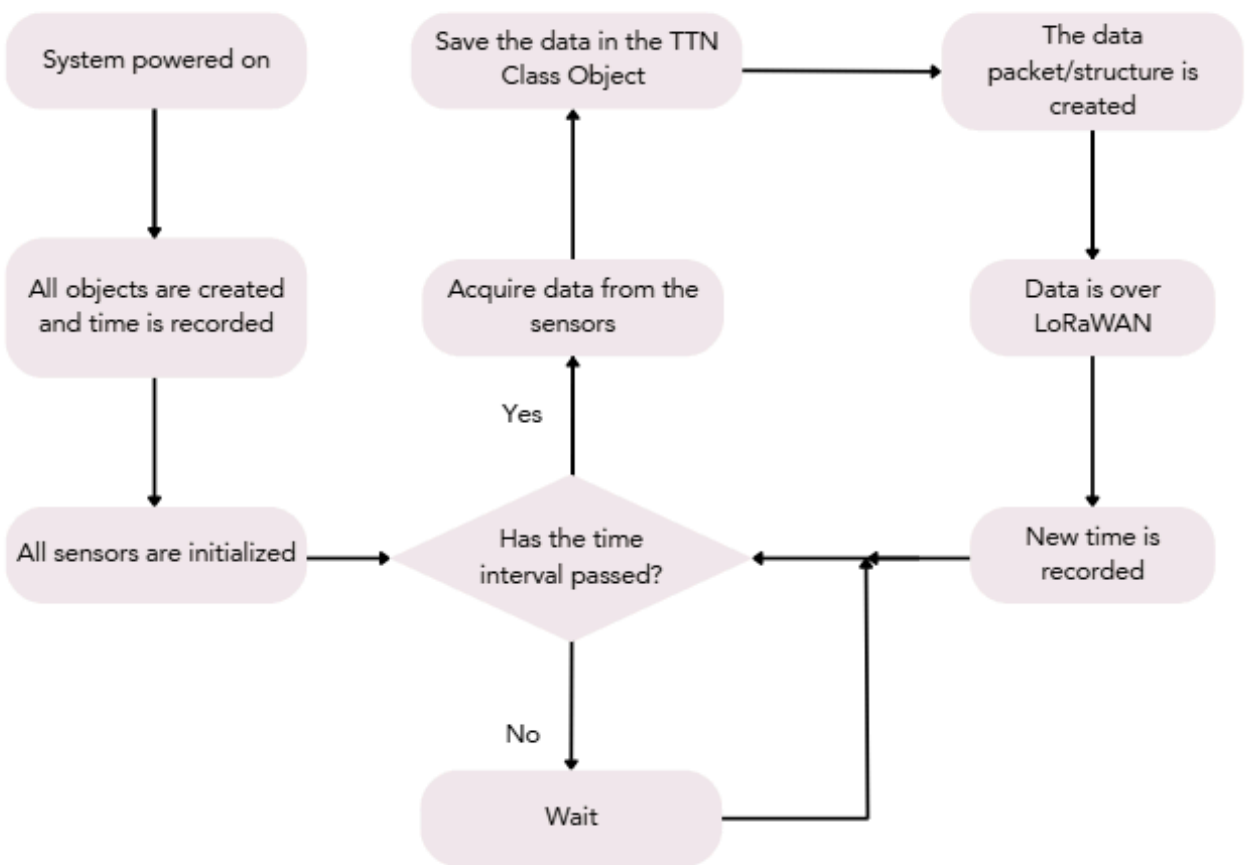 System powered on
All objects are created
and time is recorded
All sensors are initialized
Has the time
interval passed?
Yes
Acquire data from the
sensors
Save the data in the TTN
Class Object
The data
packet/structure is
created
Data is over
LoRaWAN
New time is
recorded
No
Wait